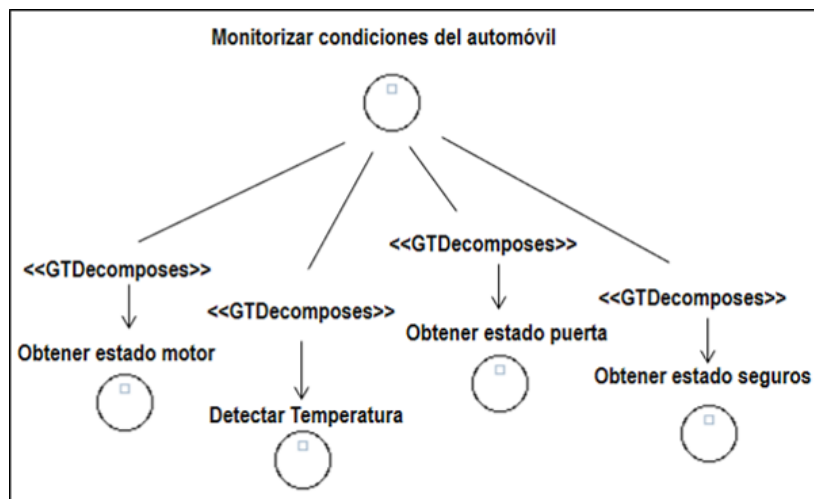 Monitorizar condiciones del automóvil
<<GTDecomposes>>
Obtener estado motor
<<GTDecomposes>>
Detectar Temperatura
<<GTDecomposes>>
Obtener estado puerta
<<GTDecomposes>>
Obtener estado seguros